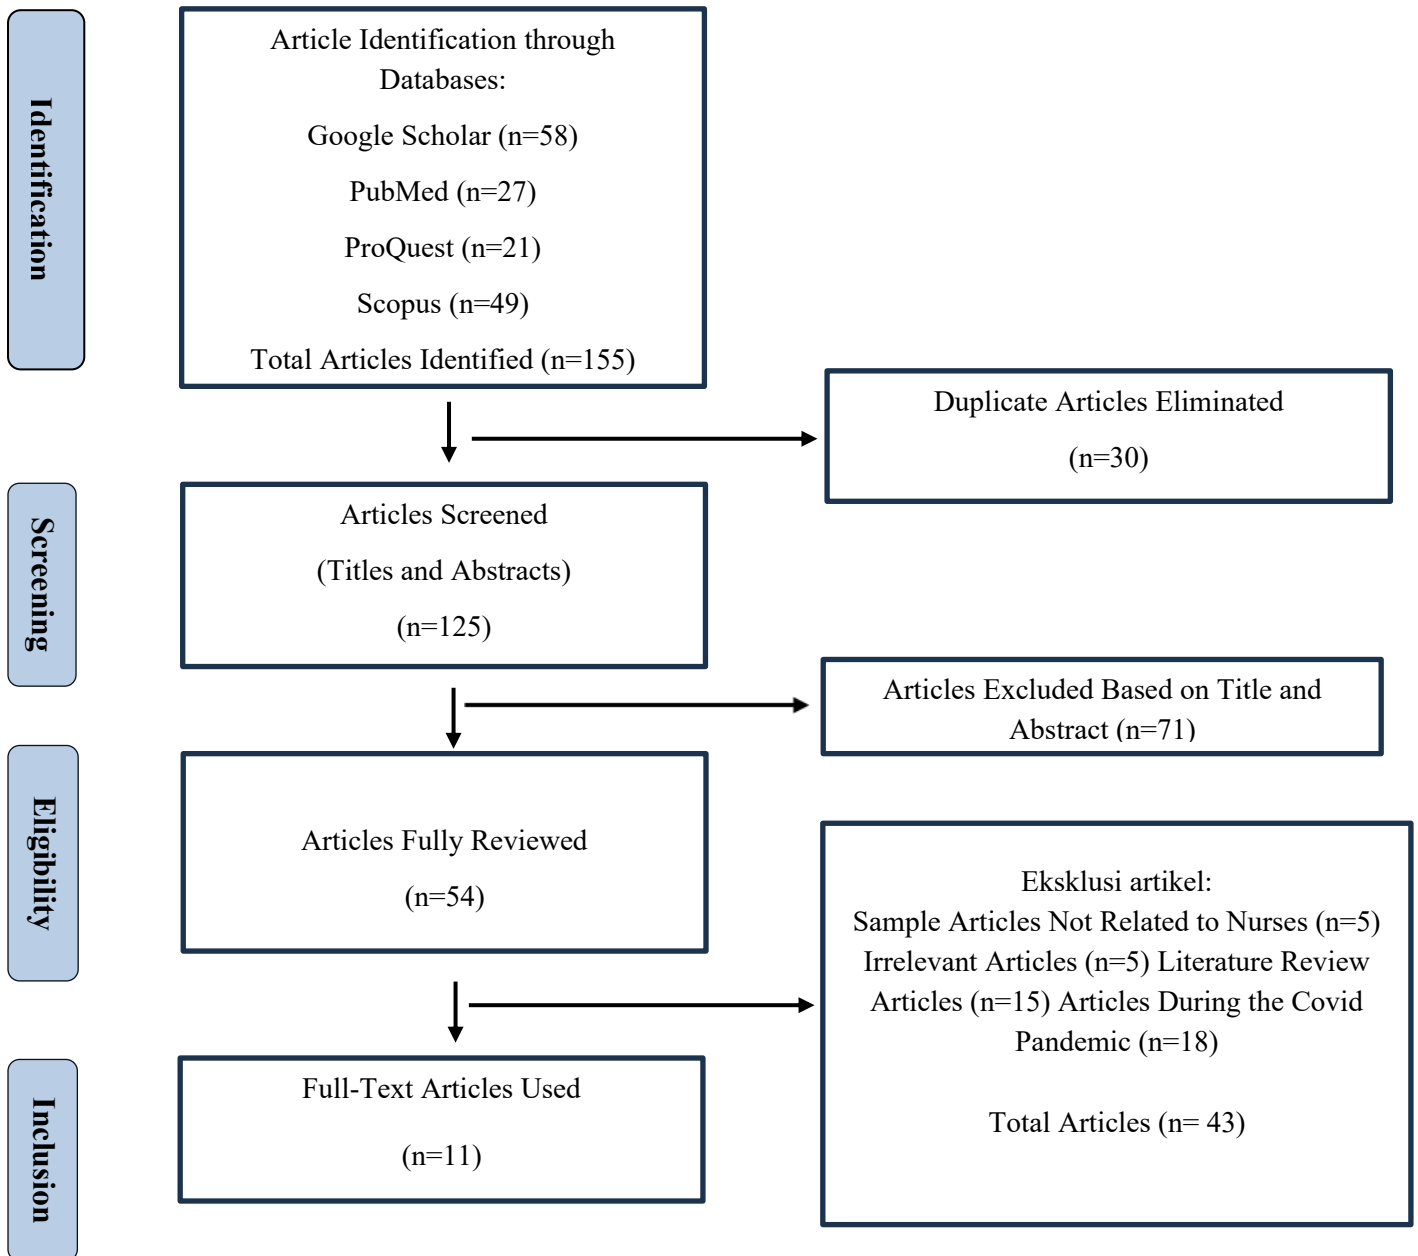 Identification
Article Identification through
Databases:
Google Scholar (n=58)
PubMed (n=27)
ProQuest (n=21)
Scopus (n=49)
Total Articles Identified (n=155)
Duplicate Articles Eliminated
(n=30)
Screening
Articles Screened
(Titles and Abstracts)
(n=125)
Articles Excluded Based on Title and
Abstract (n=71)
Eligibility
Articles Fully Reviewed
(n=54)
Eksklusi artikel:
Sample Articles Not Related to Nurses (n=5)
Irrelevant Articles (n=5) Literature Review
Articles (n=15) Articles During the Covid
Pandemic (n=18)
Total Articles (n= 43)
Inclusion
Full-Text Articles Used
(n=11)